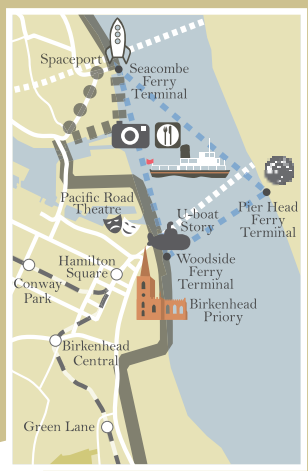 Spaceport
Seacombe
Ferry
Terminal
Pacific Road
Theatre
U-boat
Story
Pier Head
Ferry
Terminal
Hamilton
Square
Woodside
Ferry
Terminal
Conway
Park
Birkenhead
Priory
Birkenhead
Central
Green Lane